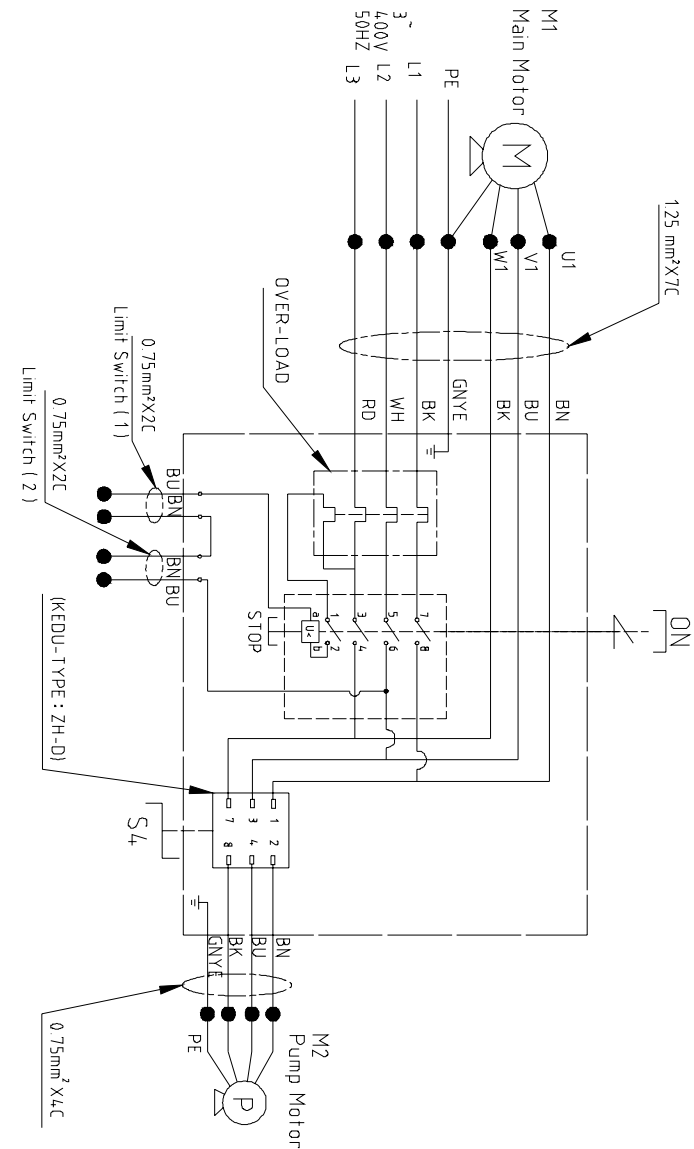 M1
Main Motor
M
3 ~
400V
50HZ
L1
L2
L3
PE
U1
V1
W1
1.25 mm²X7C
OVER-LOAD
BN
BU
BK
GNYE
BK
WH
RD
0.75mm²X2C
Limit Switch ( 1 )
0.75mm²X2C
Limit Switch ( 2 )
BU
BN
BN
BU
ON
7
8
5
6
3
4
1
2
a
b
U<
STOP
(KEDU-TYPE : ZH-D)
1
2
3
4
7
8
S4
BN
BU
BK
GNYE
PE
M2
Pump Motor
P
0.75mm² X4C